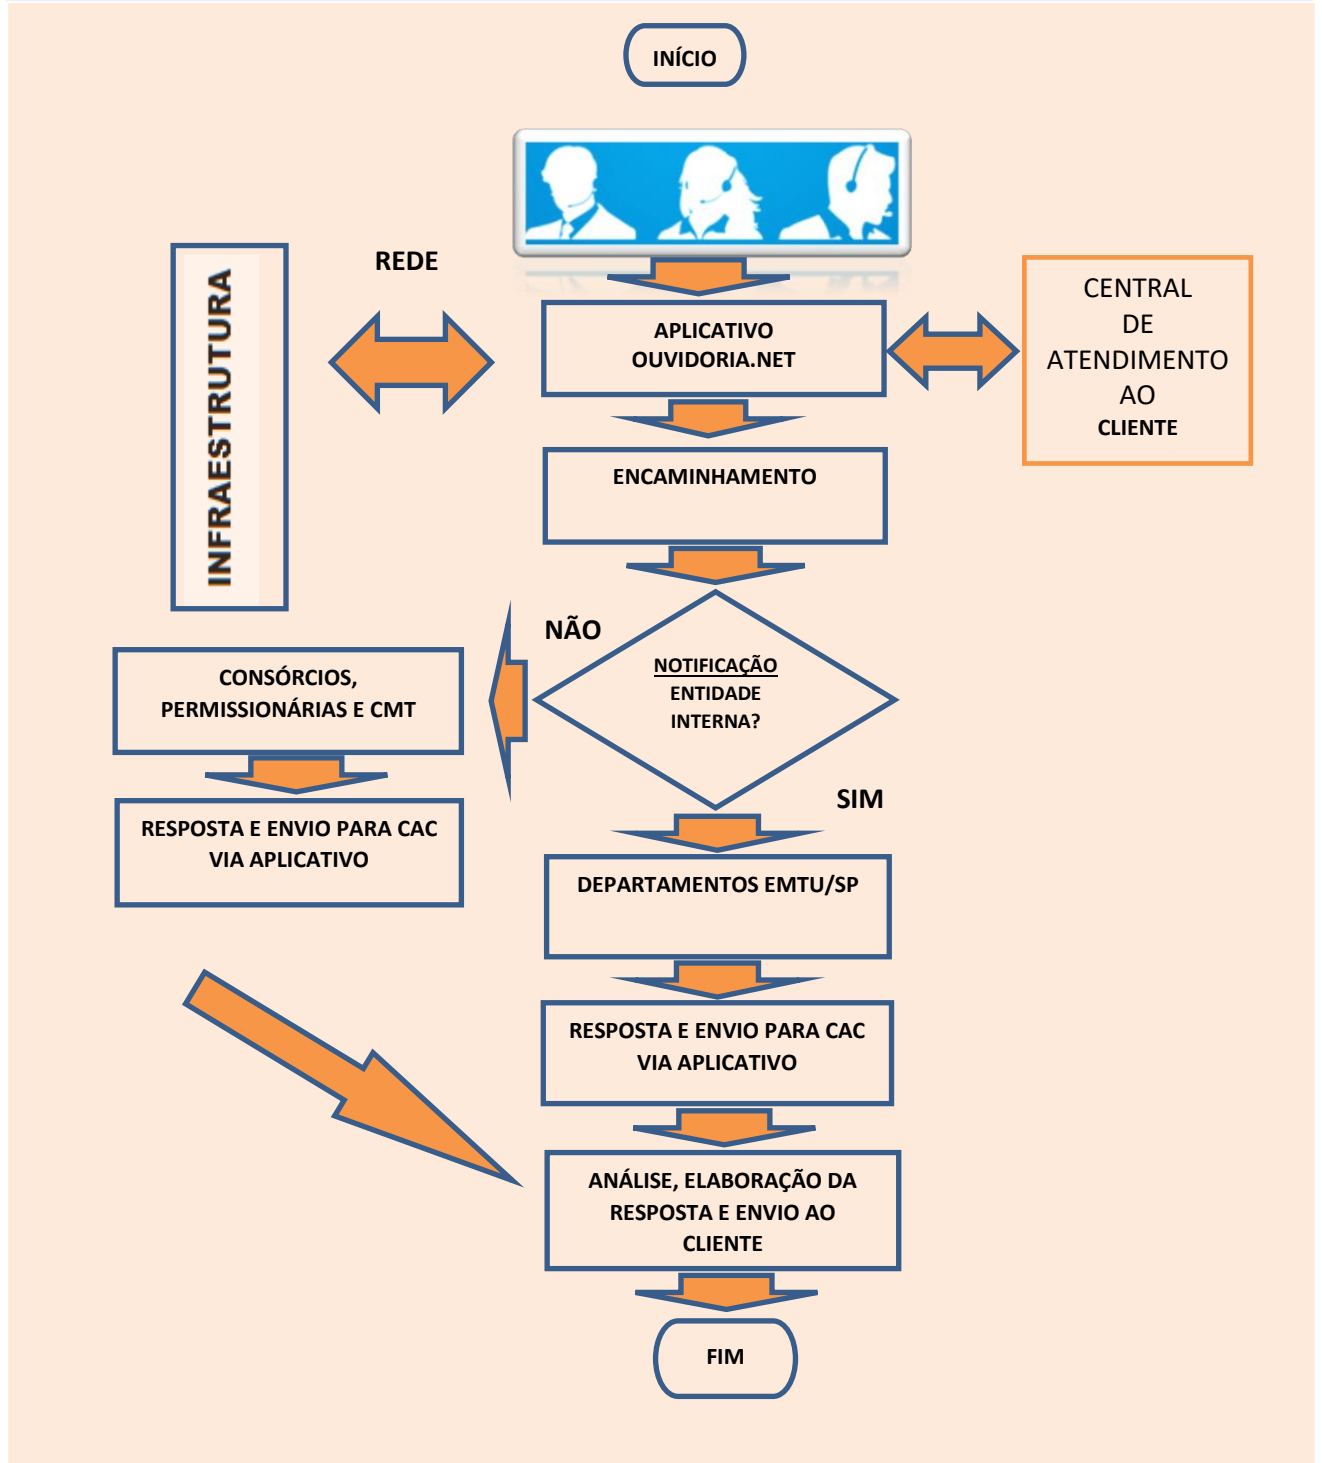 INÍCIO
REDE
INFRAESTRUTURA
APLICATIVO
OUVIDORIA.NET
CENTRAL
DE
ATENDIMENTO
AO
CLIENTE
ENCAMINHAMENTO
NÃO
NOTIFICAÇÃO
ENTIDADE
INTERNA?
CONSÓRCIOS,
PERMISSIONÁRIAS E CMT
RESPOSTA E ENVIO PARA CAC
VIA APLICATIVO
SIM
DEPARTAMENTOS EMTU/SP
RESPOSTA E ENVIO PARA CAC
VIA APLICATIVO
ANÁLISE, ELABORAÇÃO DA
RESPOSTA E ENVIO AO
CLIENTE
FIM